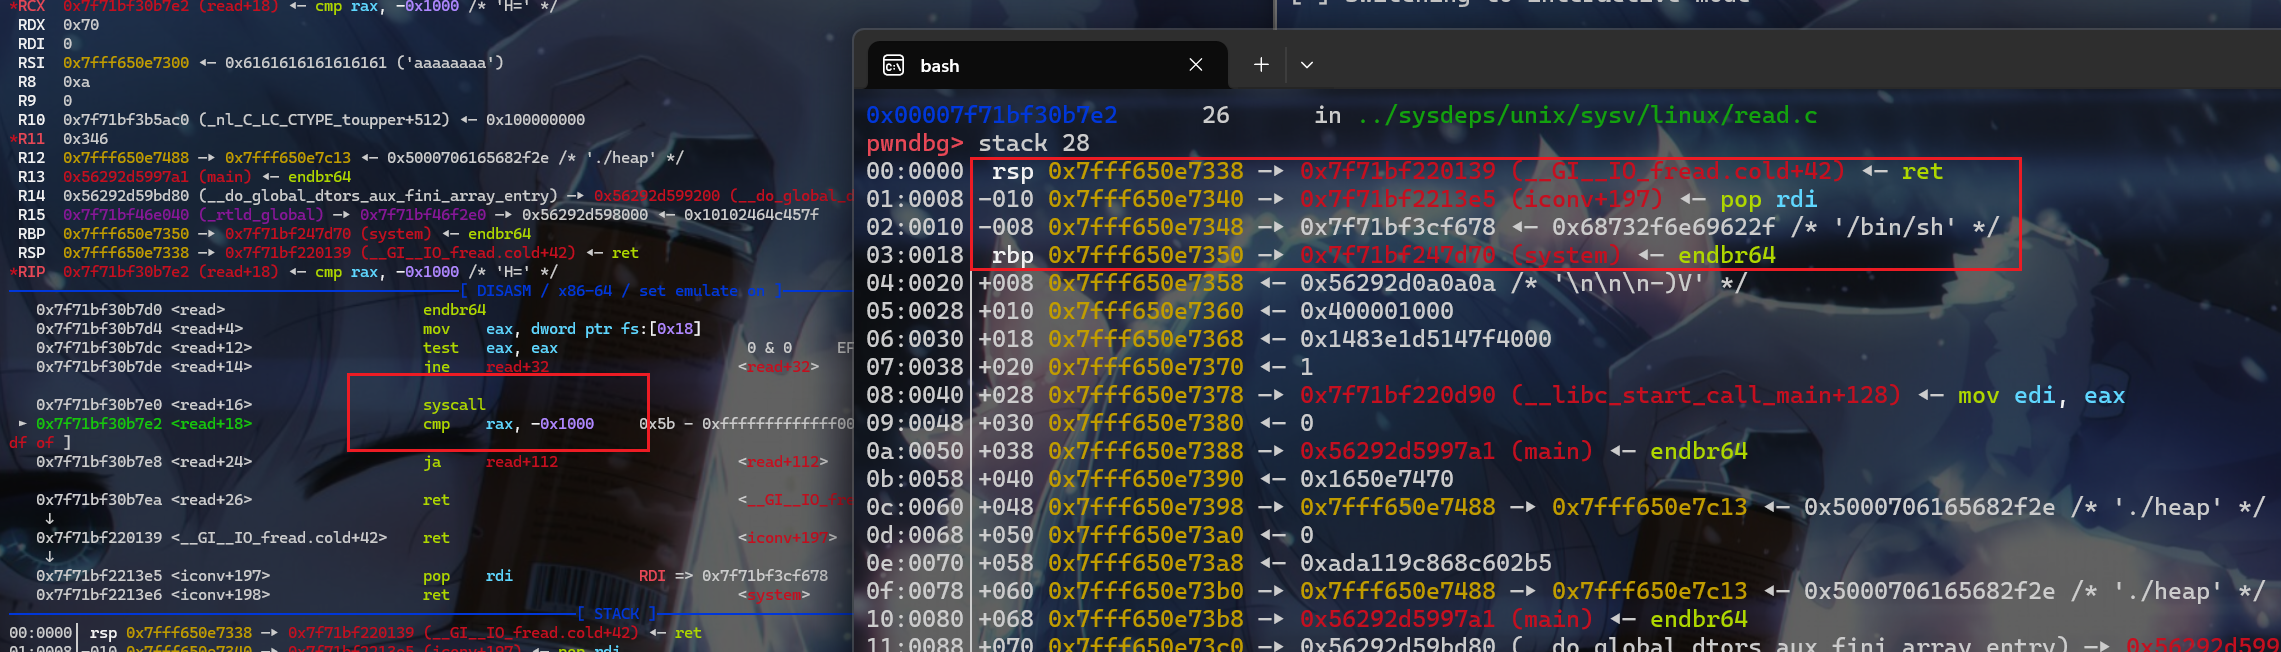 *RCX  0x7f71bf30b7e2 (read+18) ◂— cmp rax, -0x1000 /* 'H=' */
RDX  0x70
RDI  0
RSI  0x7fff650e7300 ◂— 0x6161616161616161 ('aaaaaaaa')
R8  0xa
R9  0
R10  0x7f71bf3b5ac0 (_nl_C_LC_CTYPE_toupper+512) ◂— 0x100000000
*R11  0x346
R12  0x7fff650e7488 —▸ 0x7fff650e7c13 ◂— 0x5000706165682f2e /* './heap' */
R13  0x56292d5997a1 (main) ◂— endbr64
R14  0x56292d59bd80 (__do_global_dtors_aux_fini_array_entry) —▸ 0x56292d599200 (__do_global_d
R15  0x7f71bf46e040 (_rtld_global) —▸ 0x7f71bf46f2e0 —▸ 0x56292d598000 ◂— 0x10102464c457f
RBP  0x7fff650e7350 —▸ 0x7f71bf247d70 (system) ◂— endbr64
RSP  0x7fff650e7338 —▸ 0x7f71bf220139 (__GI__IO_fread.cold+42) ◂— ret
*RIP  0x7f71bf30b7e2 (read+18) ◂— cmp rax, -0x1000 /* 'H=' */
[ DISASM / x86-64 / set emulate on ]
0x7f71bf30b7d0 <read> endbr64
0x7f71bf30b7d4 <read+4> mov eax, dword ptr fs:[0x18]
0x7f71bf30b7dc <read+12> test eax, eax 0 & 0 EF
0x7f71bf30b7de <read+14> jne read+32 <read+32>
0x7f71bf30b7e0 <read+16> syscall
► 0x7f71bf30b7e2 <read+18> cmp rax, -0x1000 0x5b - 0xfffffffffffff00
df of ]
0x7f71bf30b7e8 <read+24> ja read+112 <read+112>
0x7f71bf30b7ea <read+26> ret <__GI__IO_fre
↓
0x7f71bf220139 <__GI__IO_fread.cold+42> ret <iconv+197>
↓
0x7f71bf2213e5 <iconv+197> pop rdi RDI => 0x7f71bf3cf678
0x7f71bf2213e6 <iconv+198> ret <system>
[ STACK ]
00:0000│ rsp 0x7fff650e7338 —▸ 0x7f71bf220139 (__GI__IO_fread.cold+42) ◂— ret
01:0008│-010 0x7fff650e7340 —▸ 0x7f71bf2213e5 (iconv+197) ◂— pop rdi
[*] Switching to interactive mode
bash
0x00007f71bf30b7e2 26 in ../sysdeps/unix/sysv/linux/read.c
pwndbg> stack 28
00:0000│ rsp 0x7fff650e7338 —▸ 0x7f71bf220139 (__GI__IO_fread.cold+42) ◂— ret
01:0008│-010 0x7fff650e7340 —▸ 0x7f71bf2213e5 (iconv+197) ◂— pop rdi
02:0010│-008 0x7fff650e7348 —▸ 0x7f71bf3cf678 ◂— 0x68732f6e69622f /* '/bin/sh' */
03:0018│ rbp 0x7fff650e7350 —▸ 0x7f71bf247d70 (system) ◂— endbr64
04:0020│+008 0x7fff650e7358 ◂— 0x56292d0a0a0a /* '\n\n\n-)V' */
05:0028│+010 0x7fff650e7360 ◂— 0x400001000
06:0030│+018 0x7fff650e7368 ◂— 0x1483e1d5147f4000
07:0038│+020 0x7fff650e7370 ◂— 1
08:0040│+028 0x7fff650e7378 —▸ 0x7f71bf220d90 (__libc_start_call_main+128) ◂— mov edi, eax
09:0048│+030 0x7fff650e7380 ◂— 0
0a:0050│+038 0x7fff650e7388 —▸ 0x56292d5997a1 (main) ◂— endbr64
0b:0058│+040 0x7fff650e7390 ◂— 0x1650e7470
0c:0060│+048 0x7fff650e7398 —▸ 0x7fff650e7488 —▸ 0x7fff650e7c13 ◂— 0x5000706165682f2e /* './heap' */
0d:0068│+050 0x7fff650e73a0 ◂— 0
0e:0070│+058 0x7fff650e73a8 ◂— 0xada119c868c602b5
0f:0078│+060 0x7fff650e73b0 —▸ 0x7fff650e7488 —▸ 0x7fff650e7c13 ◂— 0x5000706165682f2e /* './heap' */
10:0080│+068 0x7fff650e73b8 —▸ 0x56292d5997a1 (main) ◂— endbr64
11:0088│+070 0x7fff650e73c0 —▸ 0x56292d59bd80 (__do_global_dtors_aux_fini_array_entry) —▸ 0x56292d599